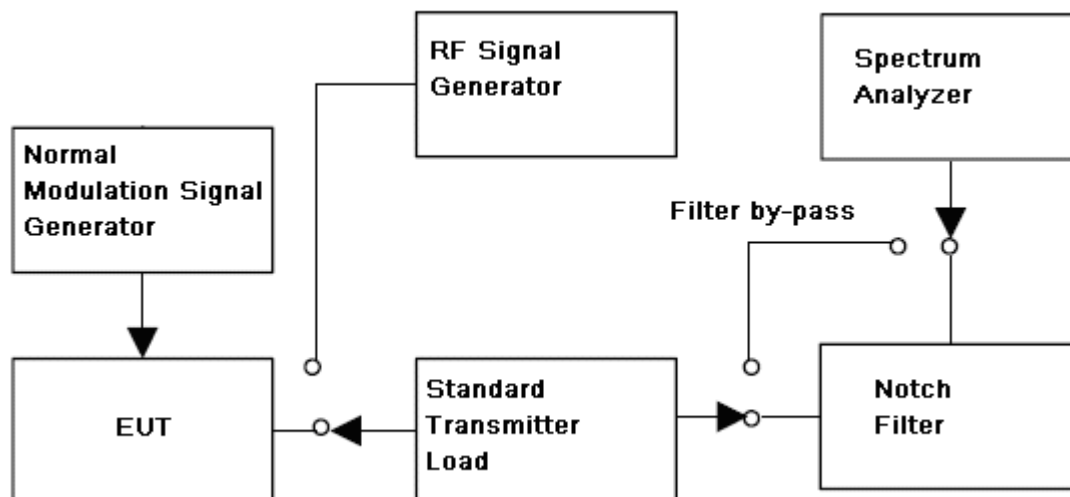 RF Signal
Generator
Spectrum
Analyzer
Normal
Modulation Signal
Generator
Filter by-pass
EUT
Standard
Transmitter
Load
Notch
Filter